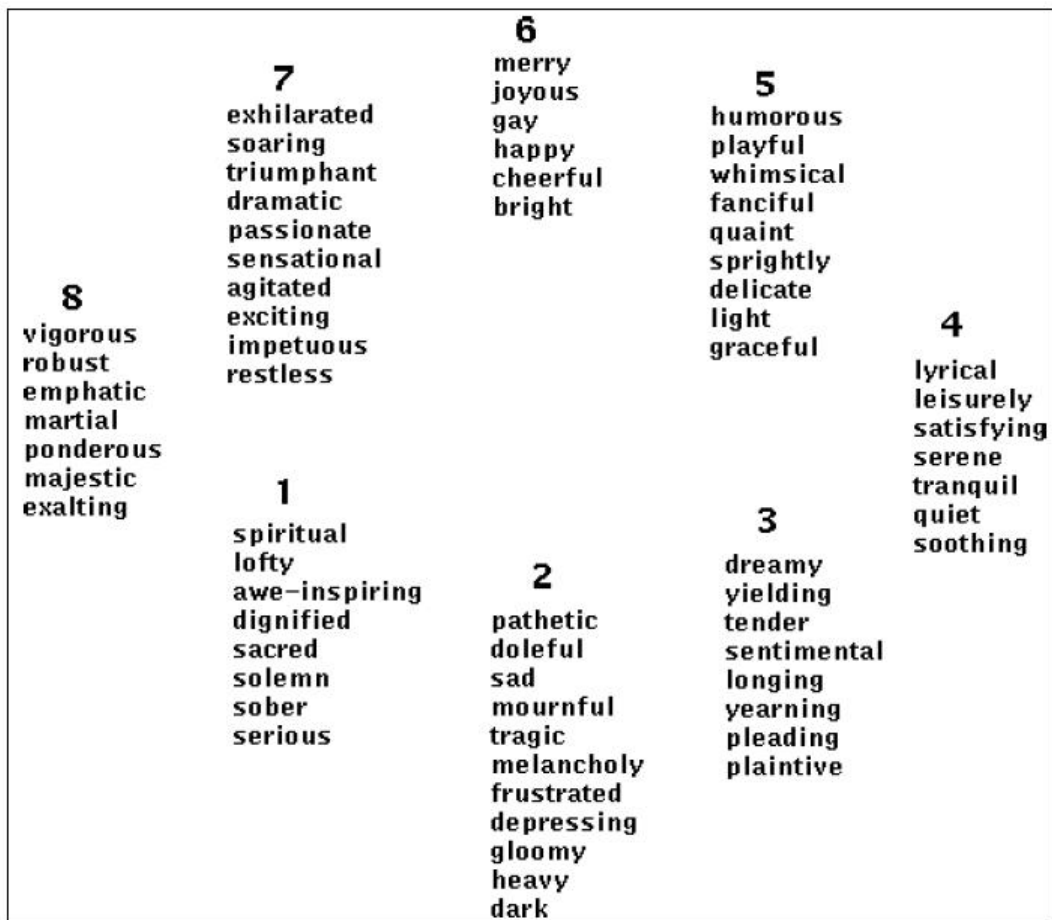 6
merry
joyous
gay
happy
cheerful
bright
7
exhilarated
soaring
triumphant
dramatic
passionate
sensational
agitated
exciting
impetuous
restless
5
humorous
playful
whimsical
fanciful
quaint
sprightly
delicate
light
graceful
8
vigorous
robust
emphatic
martial
ponderous
majestic
exalting
4
lyrical
leisurely
satisfying
serene
tranquil
quiet
soothing
1
spiritual
lofty
awe-inspiring
dignified
sacred
solemn
sober
serious
2
pathetic
doleful
sad
mournful
tragic
melancholy
frustrated
depressing
gloomy
heavy
dark
3
dreamy
yielding
tender
sentimental
longing
yearning
pleading
plaintive